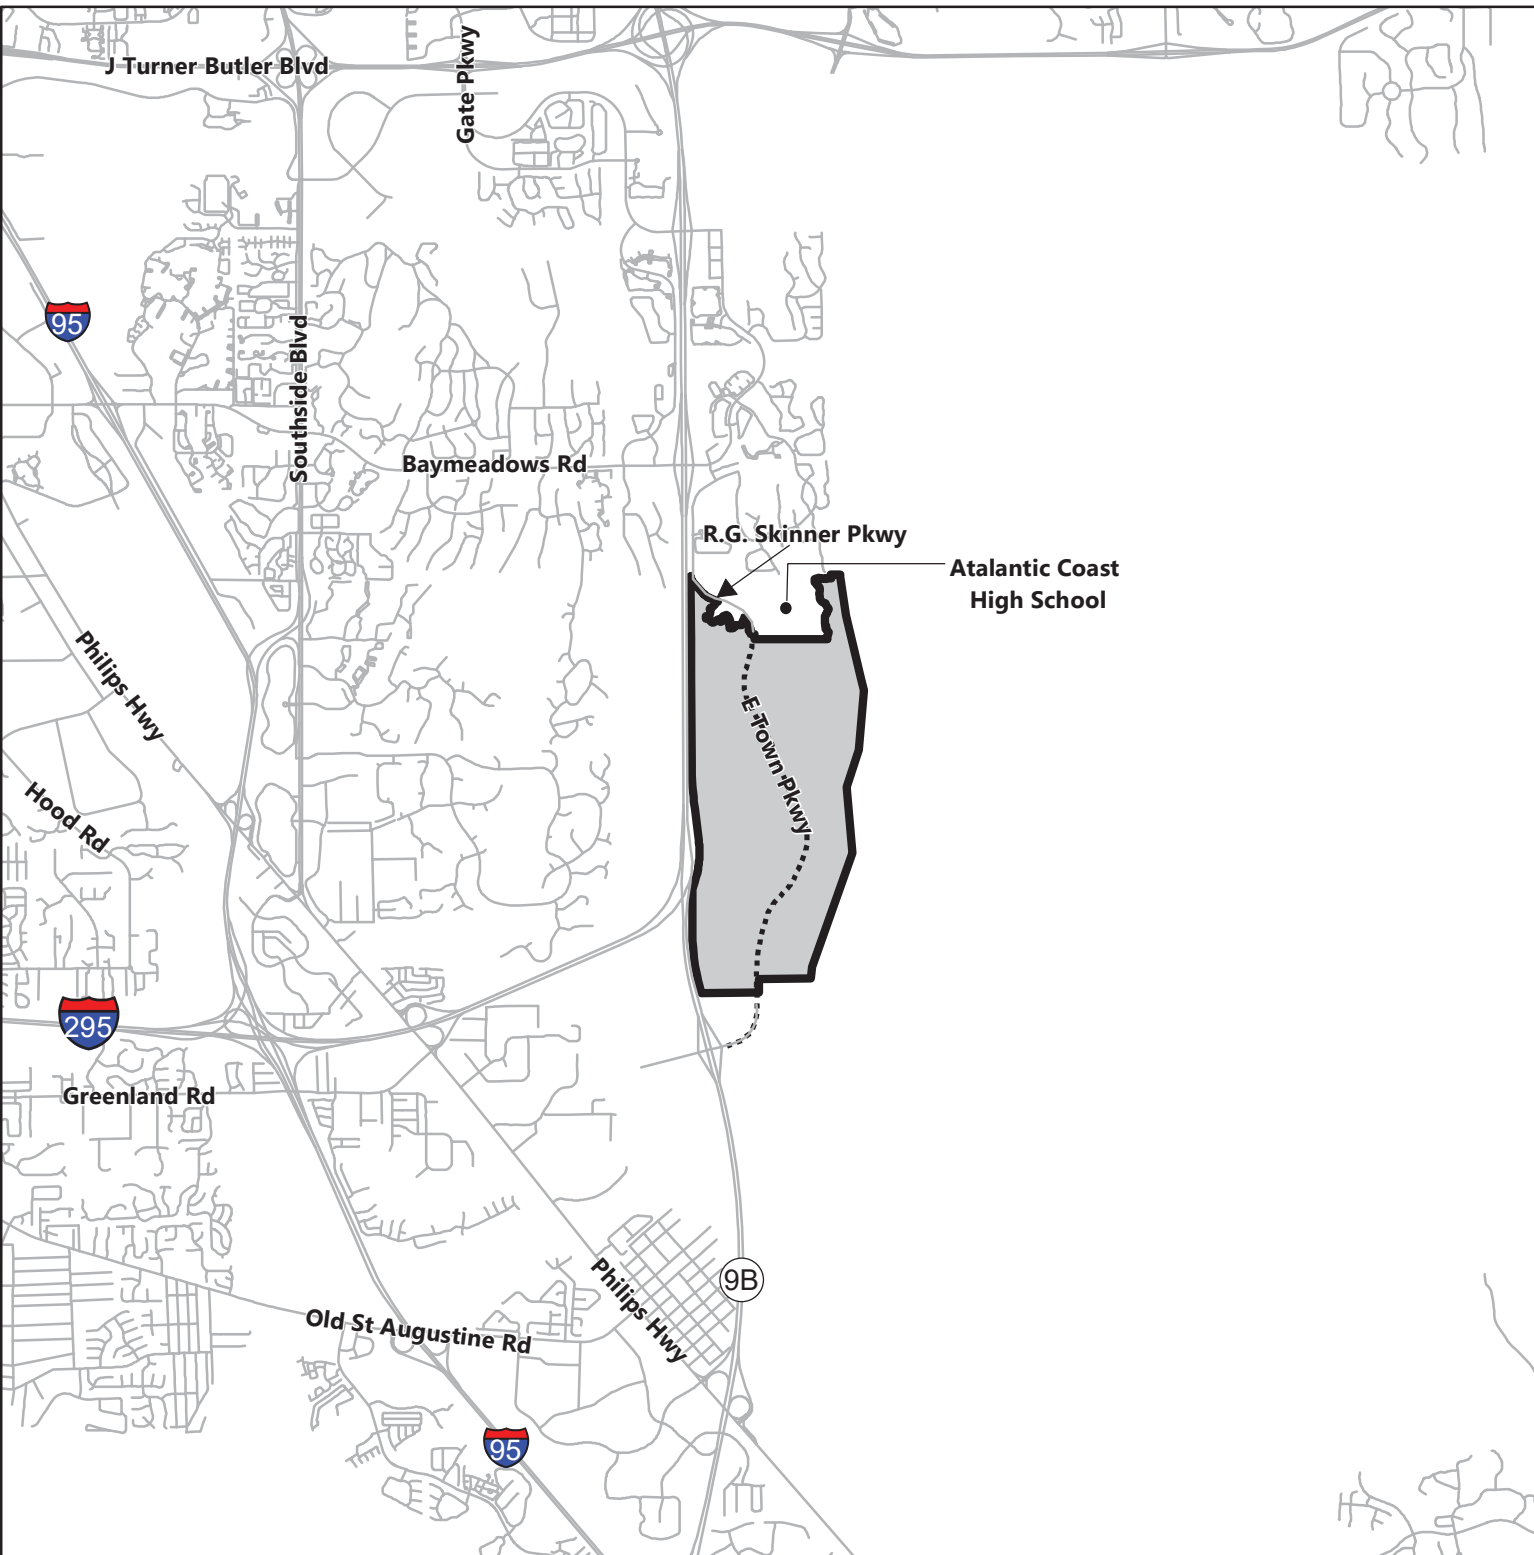 J Turner Butler Blvd
Gate Pkwy
95
Southside Blvd
Baymeadows Rd
R.G. Skinner Pkwy
Atalantic Coast
High School
Philips Hwy
E Town Pkwy
Hood Rd
295
Greenland Rd
9B
Philips Hwy
Old St Augustine Rd
95